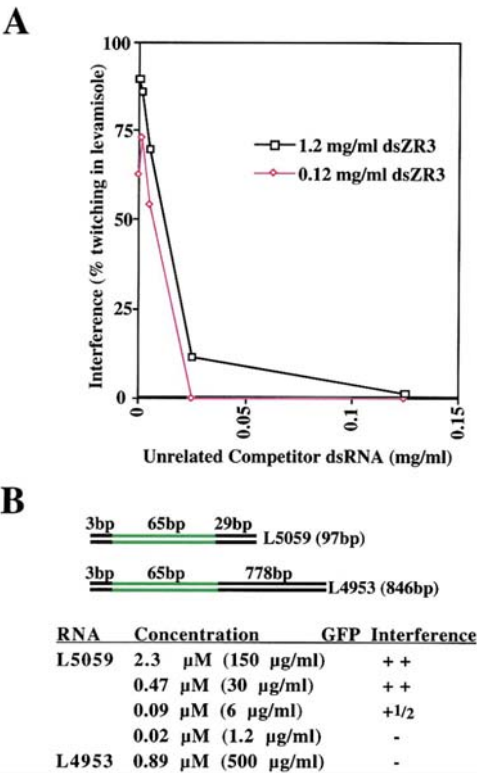 A
100
75
50
25
0
Interference (% twitching in levamisole)
1.2 mg/ml dsZR3
0.12 mg/ml dsZR3
0
0.05
0.1
0.15
Unrelated Competitor dsRNA (mg/ml)
B
3bp 65bp 29bp
L5059 (97bp)
3bp 65bp 778bp
L4953 (846bp)
RNA Concentration GFP Interference
L5059 2.3 µM (150 µg/ml) + +
0.47 µM (30 µg/ml) + +
0.09 µM (6 µg/ml) +1/2
0.02 µM (1.2 µg/ml) -
L4953 0.89 µM (500 µg/ml) -